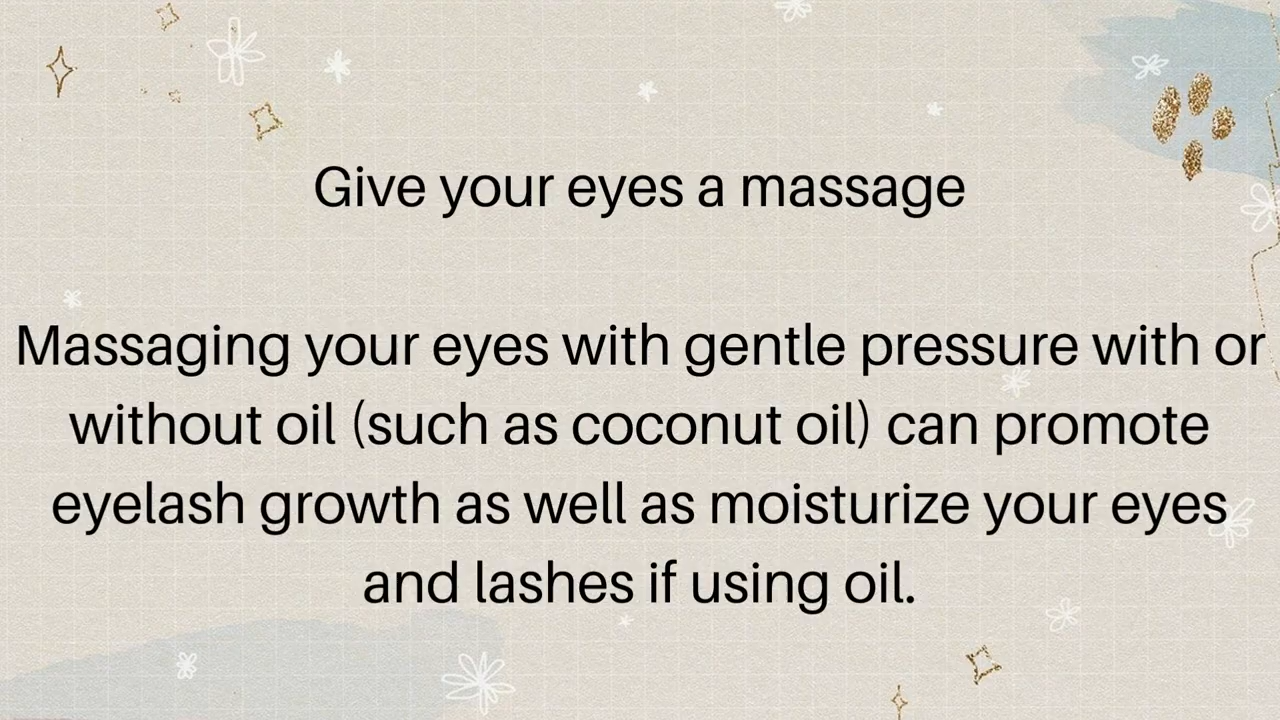 Give your eyes a massage
Massaging your eyes with gentle pressure with or
without oil (such as coconut oil) can promote
eyelash growth as well as moisturize your eyes
and lashes if using oil.